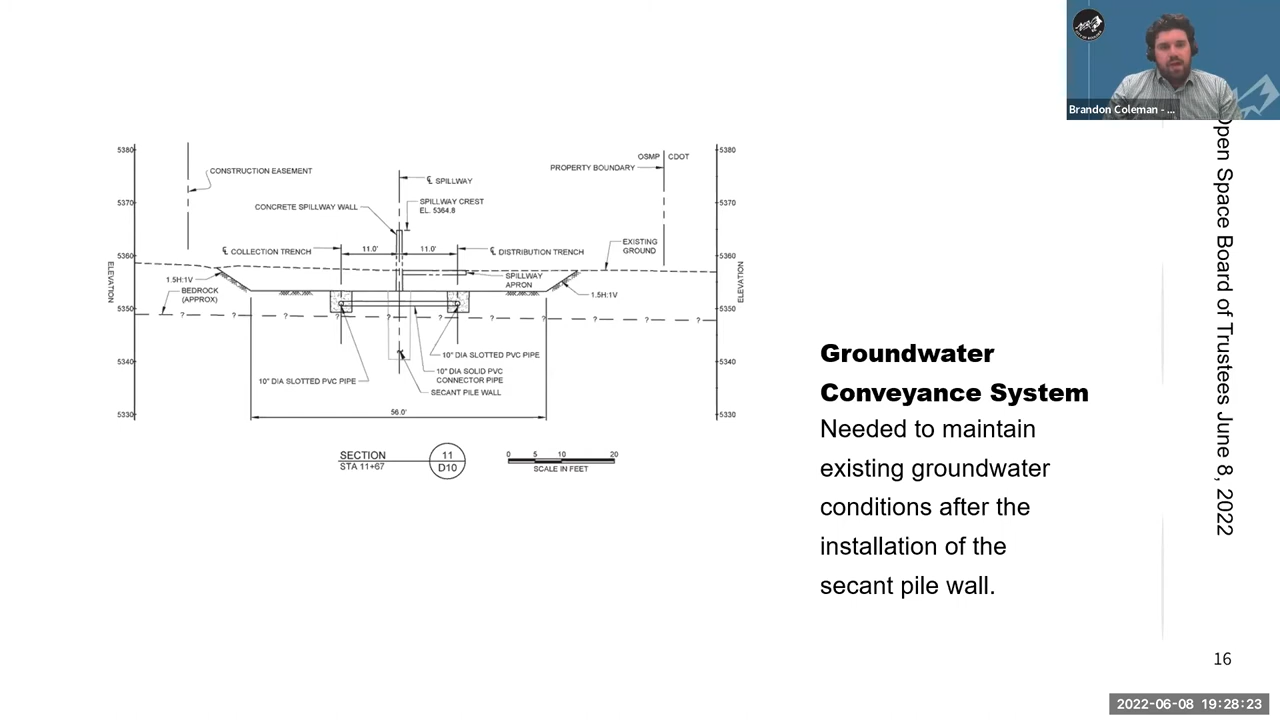 Brandon Coleman - ...
5380
5380
OSMP
CDOT
PROPERTY BOUNDARY
CONSTRUCTION EASEMENT
℄ SPILLWAY
5370
5370
CONCRETE SPILLWAY WALL
SPILLWAY CREST
EL. 5364.8
℄ COLLECTION TRENCH
11.0'
11.0'
℄ DISTRIBUTION TRENCH
EXISTING
GROUND
5360
5360
ELEVATION
ELEVATION
1.5H:1V
SPILLWAY
APRON
BEDROCK
(APPROX)
1.5H:1V
5350
5350
? ? ? ? ? ? ? ? ? ? ?
5340
5340
10" DIA SLOTTED PVC PIPE
10" DIA SOLID PVC
CONNECTOR PIPE
10" DIA SLOTTED PVC PIPE
SECANT PILE WALL
5330
5330
56.0'
SECTION
STA 11+67
11
D10
0 5 10 20
SCALE IN FEET
Groundwater
Conveyance System
Needed to maintain
existing groundwater
conditions after the
installation of the
secant pile wall.
Open Space Board of Trustees June 8, 2022
16
2022-06-08 19:28:23